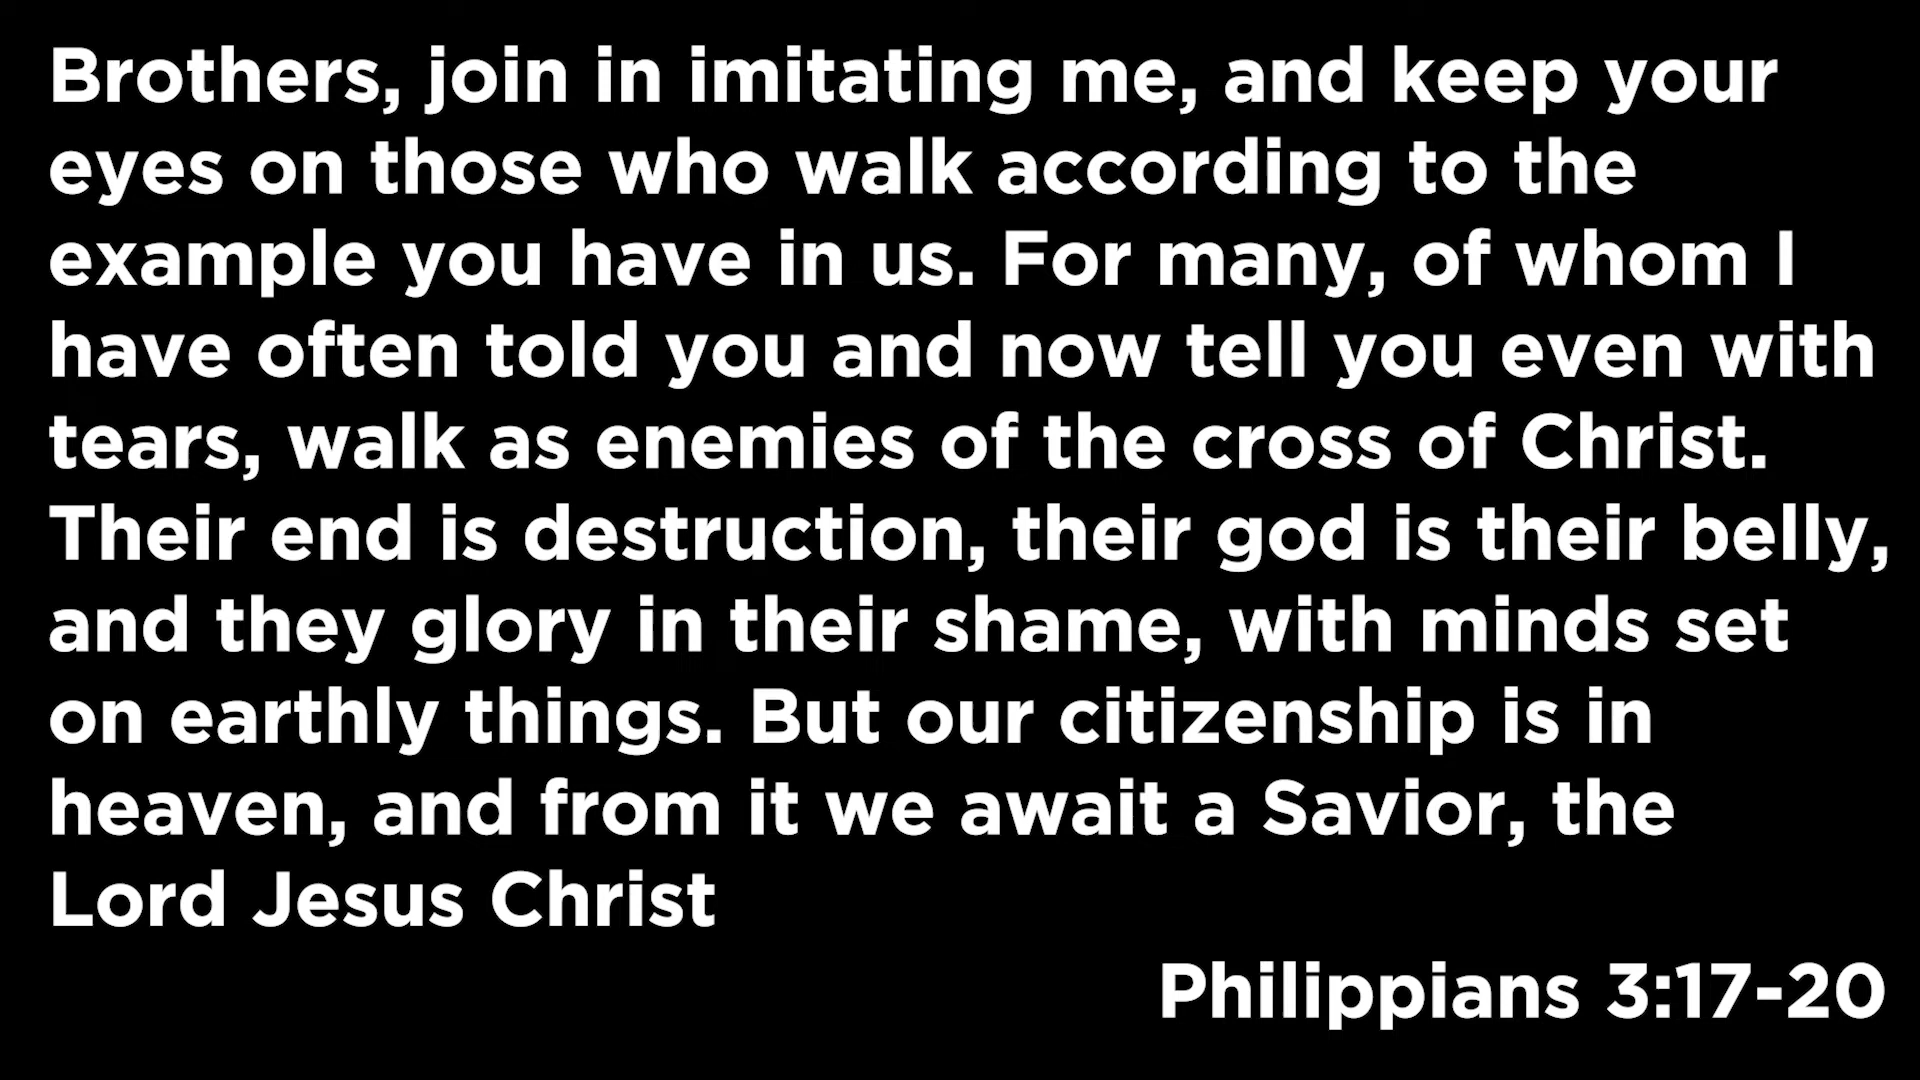 Brothers, join in imitating me, and keep your
eyes on those who walk according to the
example you have in us. For many, of whom I
have often told you and now tell you even with
tears, walk as enemies of the cross of Christ.
Their end is destruction, their god is their belly,
and they glory in their shame, with minds set
on earthly things. But our citizenship is in
heaven, and from it we await a Savior, the
Lord Jesus Christ
Philippians 3:17-20